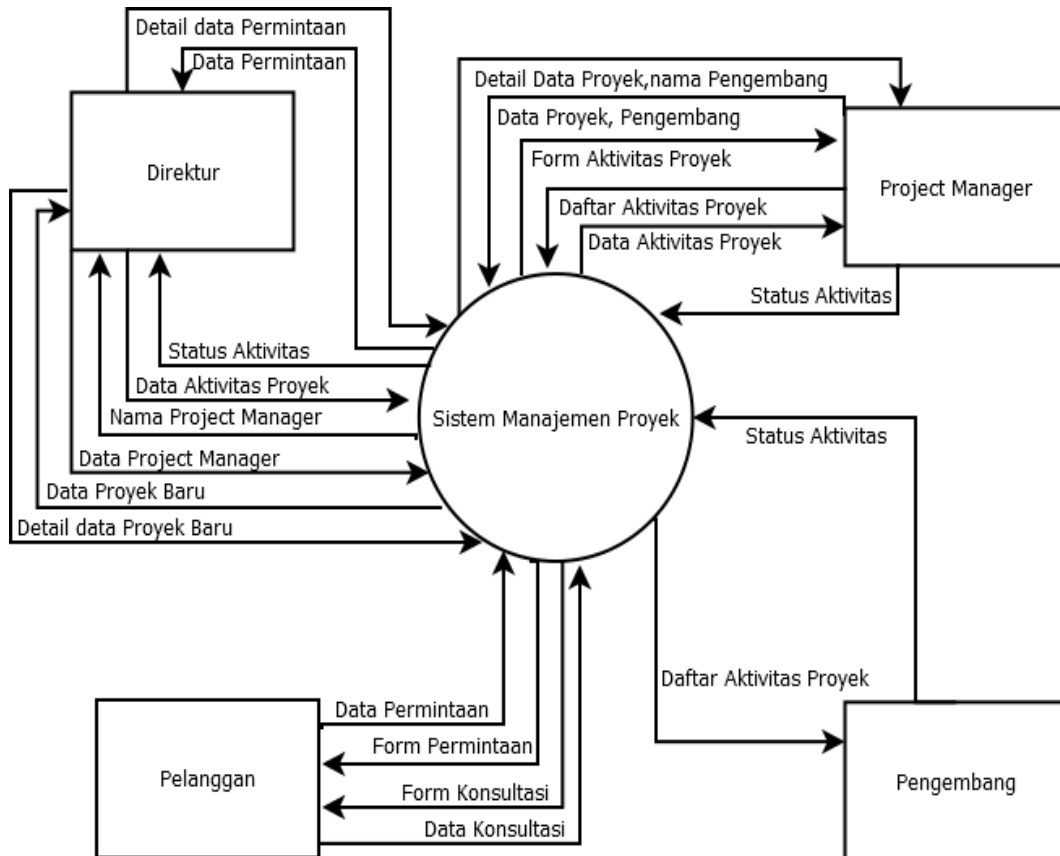 Detail data Permintaan
Data Permintaan
Detail Data Proyek,nama Pengembang
Data Proyek, Pengembang
Form Aktivitas Proyek
Direktur
Project Manager
Daftar Aktivitas Proyek
Data Aktivitas Proyek
Status Aktivitas
Status Aktivitas
Data Aktivitas Proyek
Nama Project Manager
Sistem Manajemen Proyek
Status Aktivitas
Data Project Manager
Data Proyek Baru
Detail data Proyek Baru
Daftar Aktivitas Proyek
Data Permintaan
Form Permintaan
Pelanggan
Pengembang
Form Konsultasi
Data Konsultasi